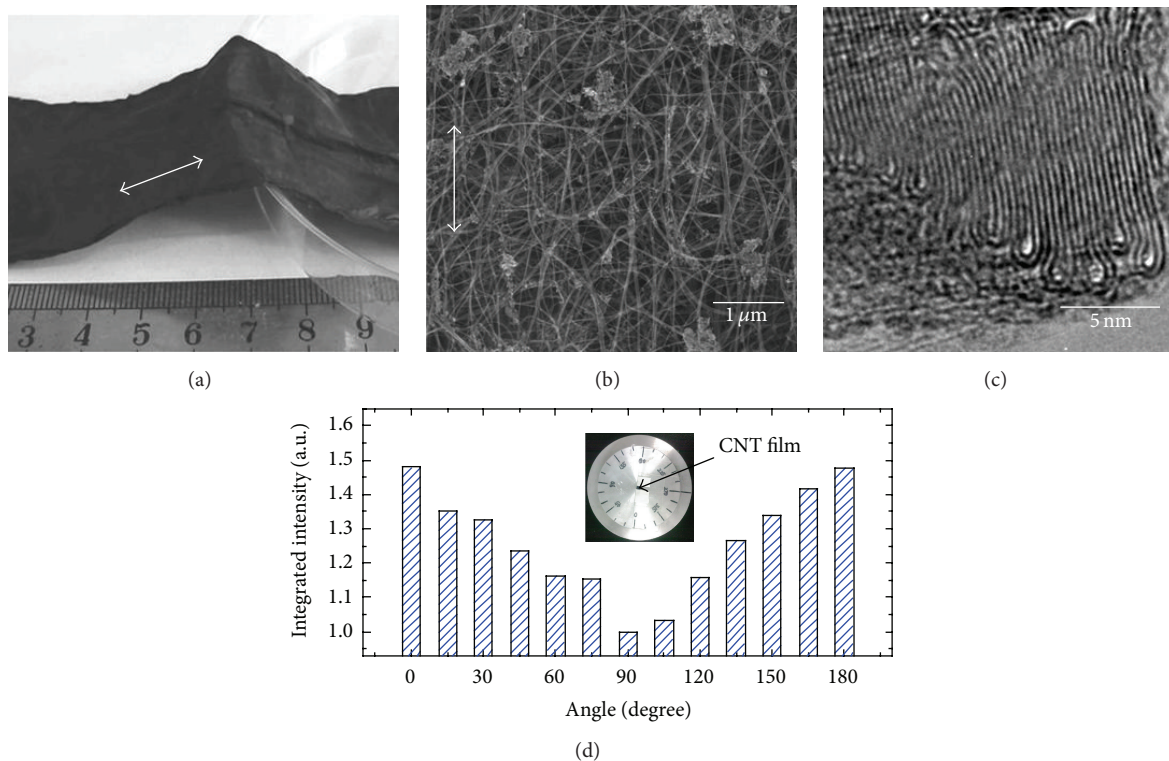 3 4 5 6 7 8 9
(a)
1 μm
(b)
5 nm
(c)
Integrated intensity (a.u.)
1.6
1.5
1.4
1.3
1.2
1.1
1.0
CNT film
0 30 60 90 120 150 180
Angle (degree)
(d)